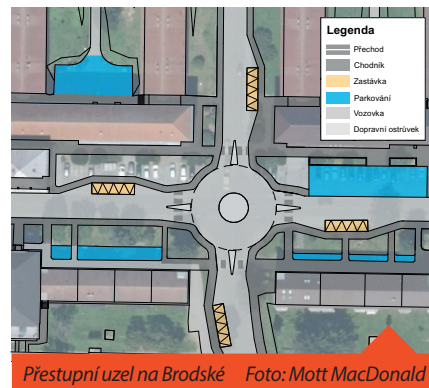 Legenda
Přechod
Chodník
Zastávka
Parkování
Vozovka
Dopravní ostrůvek
Přestupní uzel na Brodské Foto: Mott MacDonald